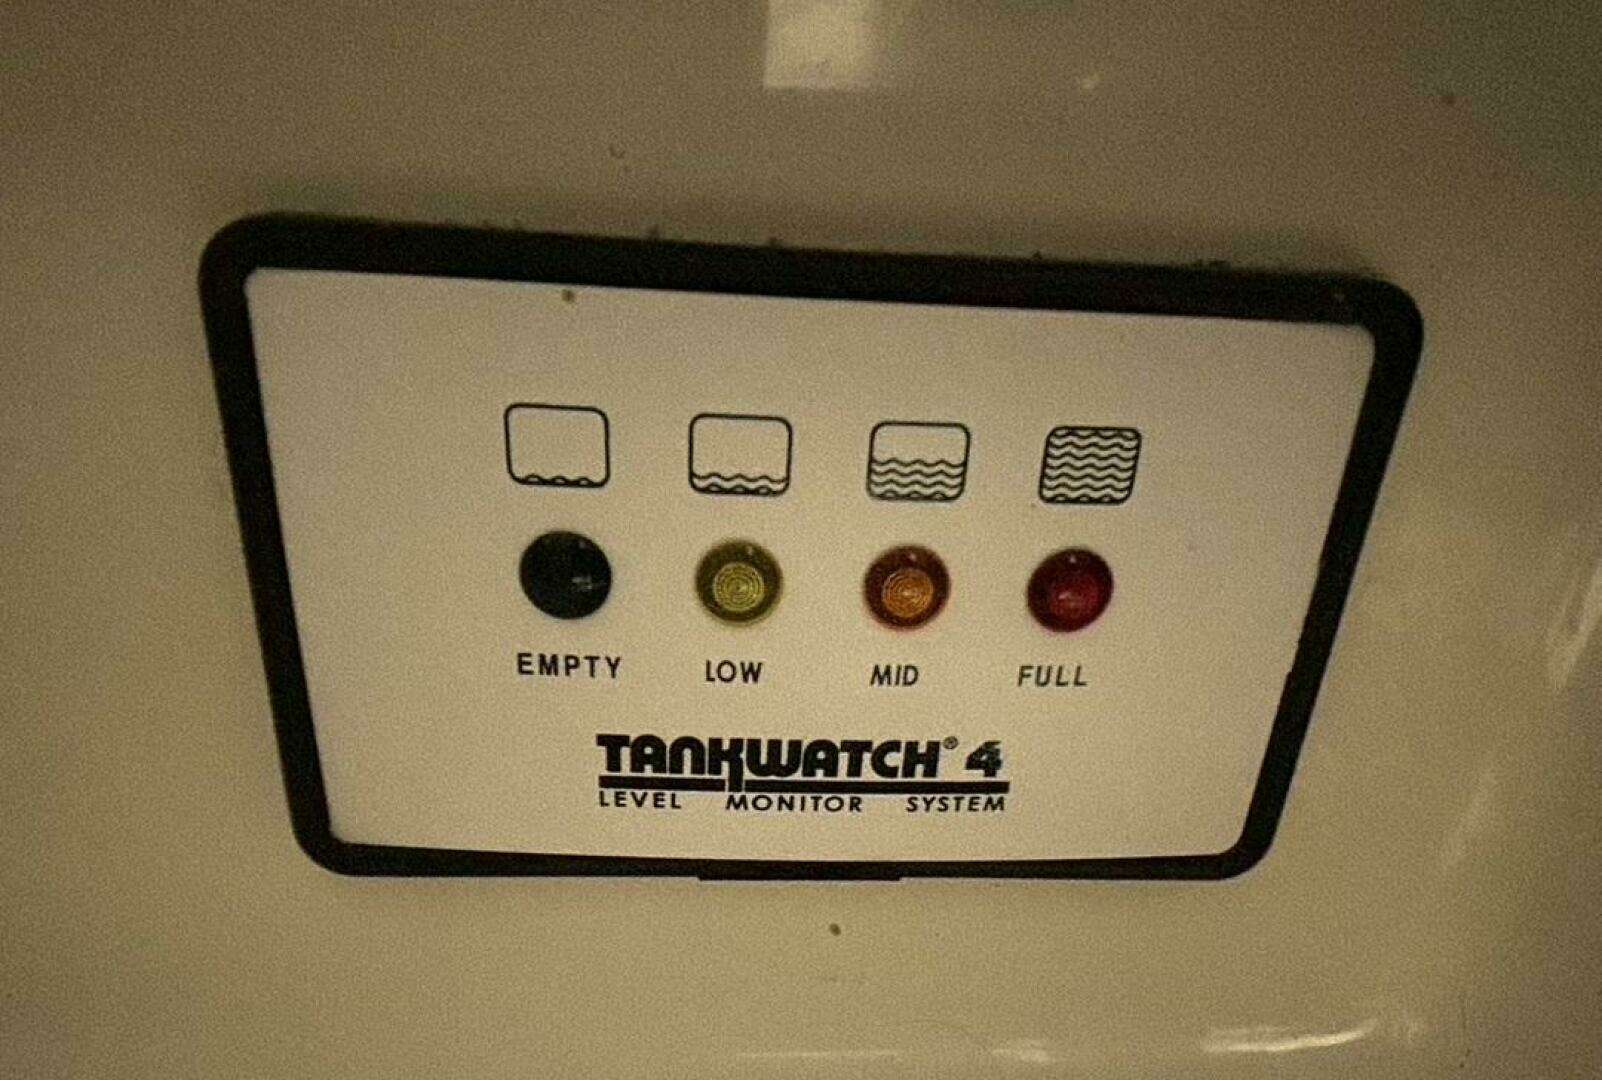 EMPTY LOW MID FULL
TANKWATCH® 4
LEVEL MONITOR SYSTEM